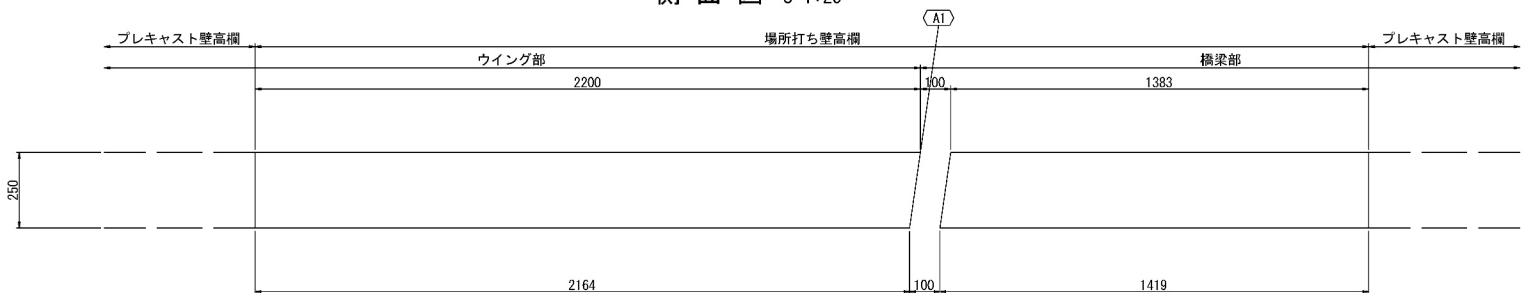 A1
プレキャスト壁高欄
場所打ち壁高欄
プレキャスト壁高欄
ウイング部
橋梁部
2200
100
1383
250
2164
100
1419